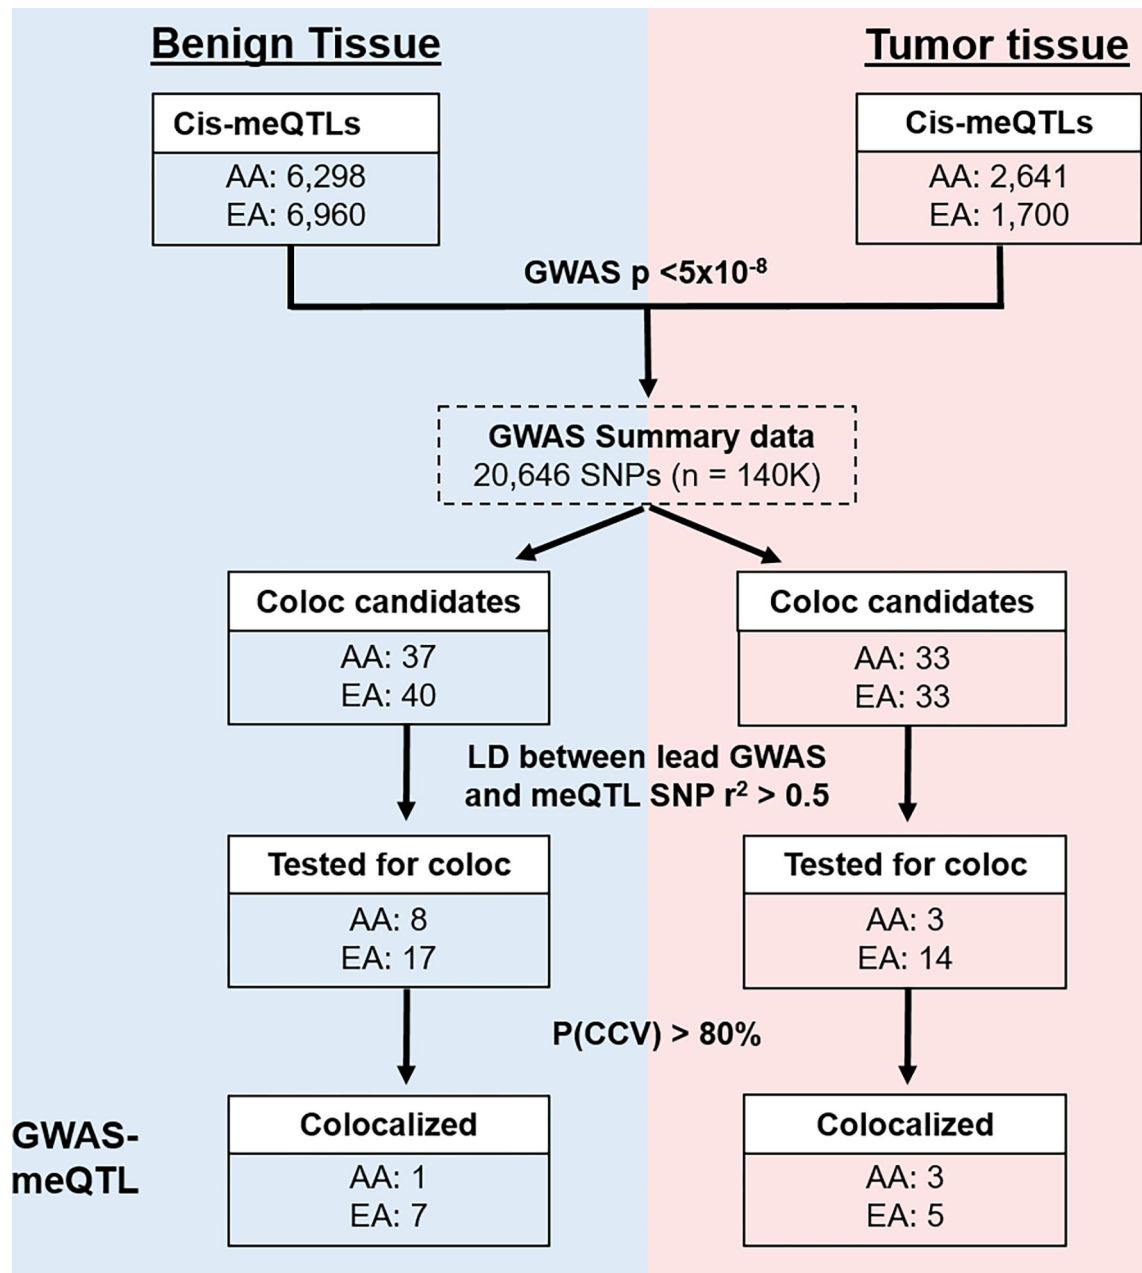 Benign Tissue
Tumor tissue
Cis-meQTLs
AA: 6,298
EA: 6,960
Cis-meQTLs
AA: 2,641
EA: 1,700
GWAS p <5x10⁻⁸
GWAS Summary data
20,646 SNPs (n = 140K)
Coloc candidates
AA: 37
EA: 40
Coloc candidates
AA: 33
EA: 33
LD between lead GWAS
and meQTL SNP r² > 0.5
Tested for coloc
AA: 8
EA: 17
Tested for coloc
AA: 3
EA: 14
P(CCV) > 80%
GWAS-
meQTL
Colocalized
AA: 1
EA: 7
Colocalized
AA: 3
EA: 5